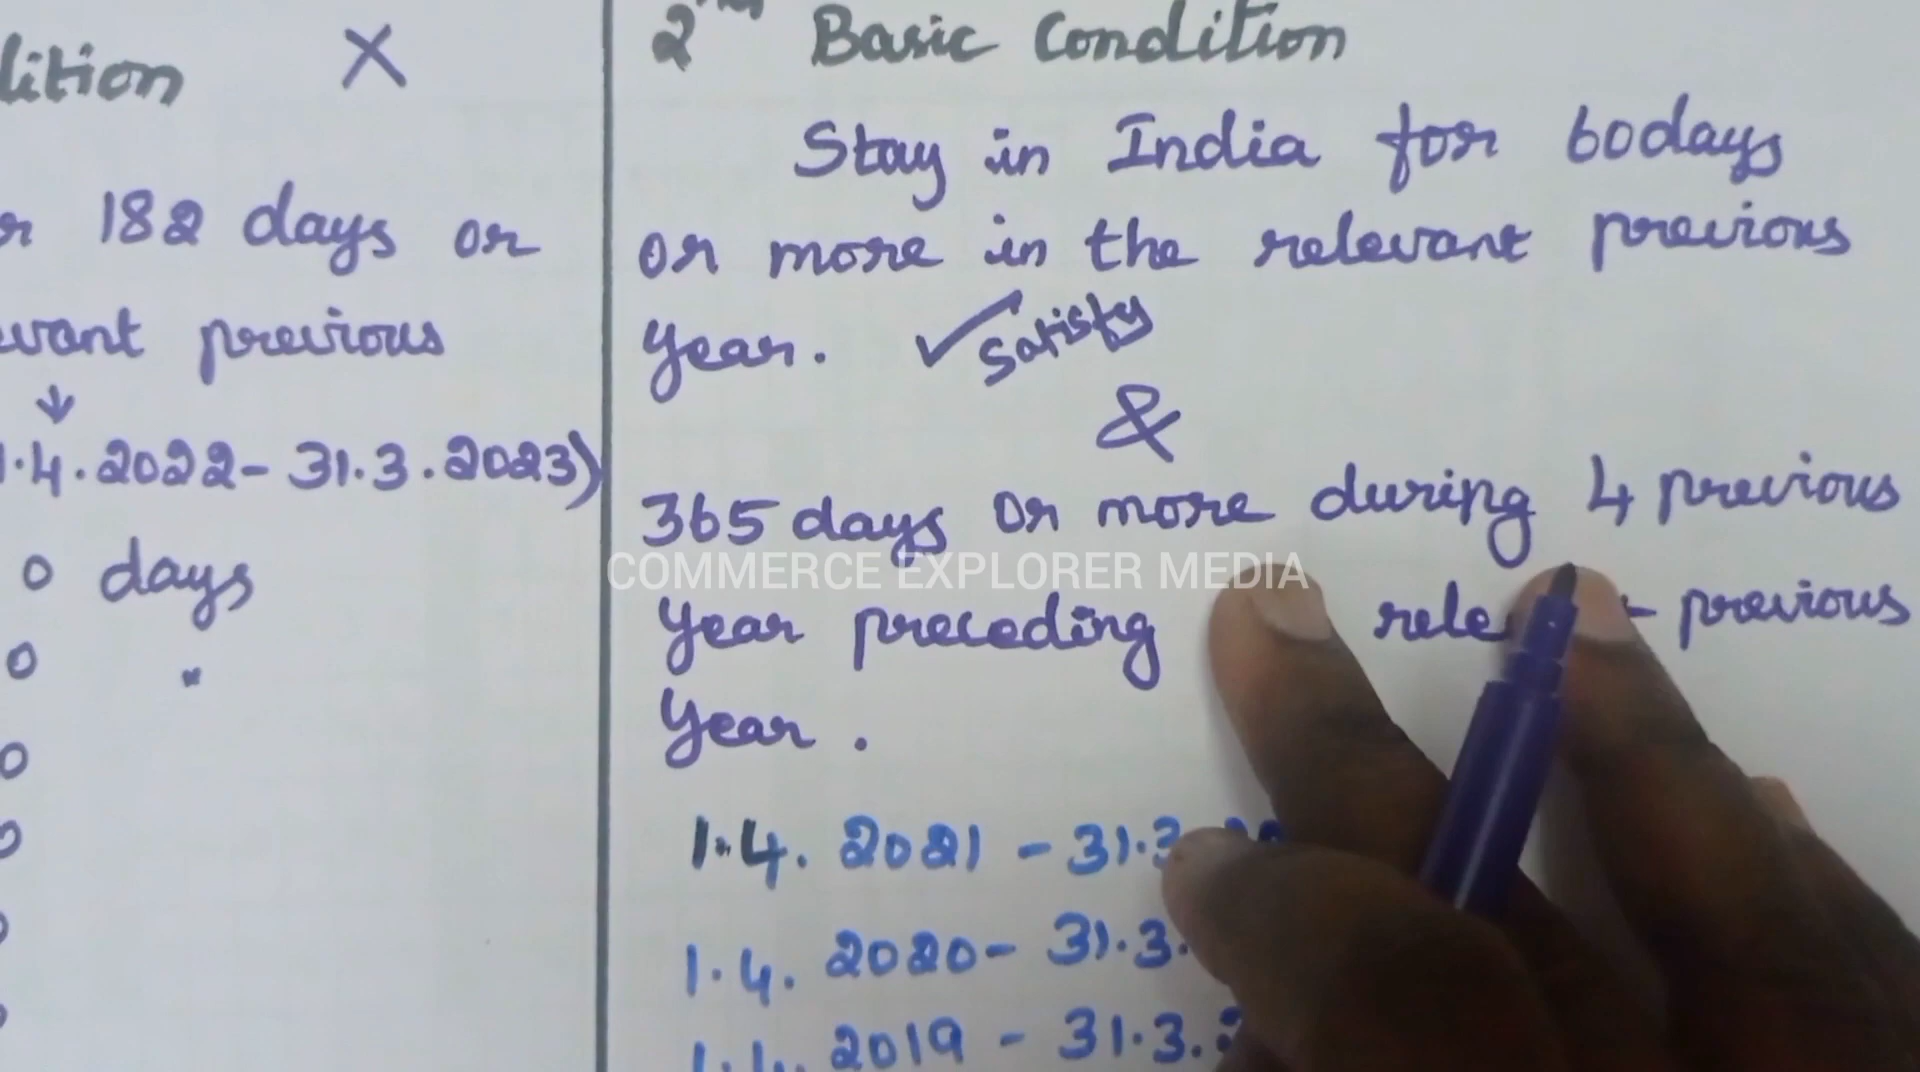 dition X
182 days or
vant previous
↓
1.4.2022 - 31.3.2023)
0 days
0 "
0
2nd Basic Condition
Stay in India for 60days
or more in the relevant previous
year. ✓ Satisfy
&
365 days or more during 4 previous
COMMERCE EXPLORER MEDIA
year preceding rele previous
year.
1.4. 2021 - 31.3
1.4. 2020 - 31.3.
2019 - 31.3.